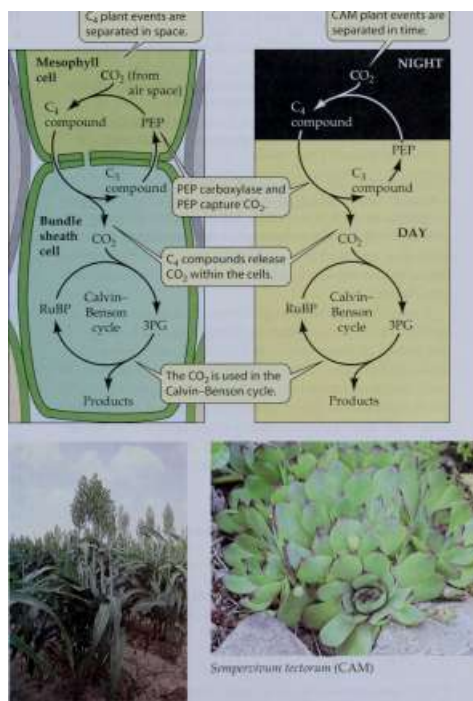 C4 plant events are
separated in space.
Mesophyll
cell
CO2 (from
air space)
C4
compound
PEP
C3
compound
Bundle
sheath
cell
CO2
RuBP
Calvin–
Benson
cycle
3PG
Products
CAM plant events are
separated in time.
NIGHT
CO2
C4
compound
PEP
PEP carboxylase and
PEP capture CO2.
C3
compound
DAY
CO2
C4 compounds release
CO2 within the cells.
RuBP
Calvin–
Benson
cycle
3PG
The CO2 is used in the
Calvin–Benson cycle.
Products
Sempervivum tectorum (CAM)